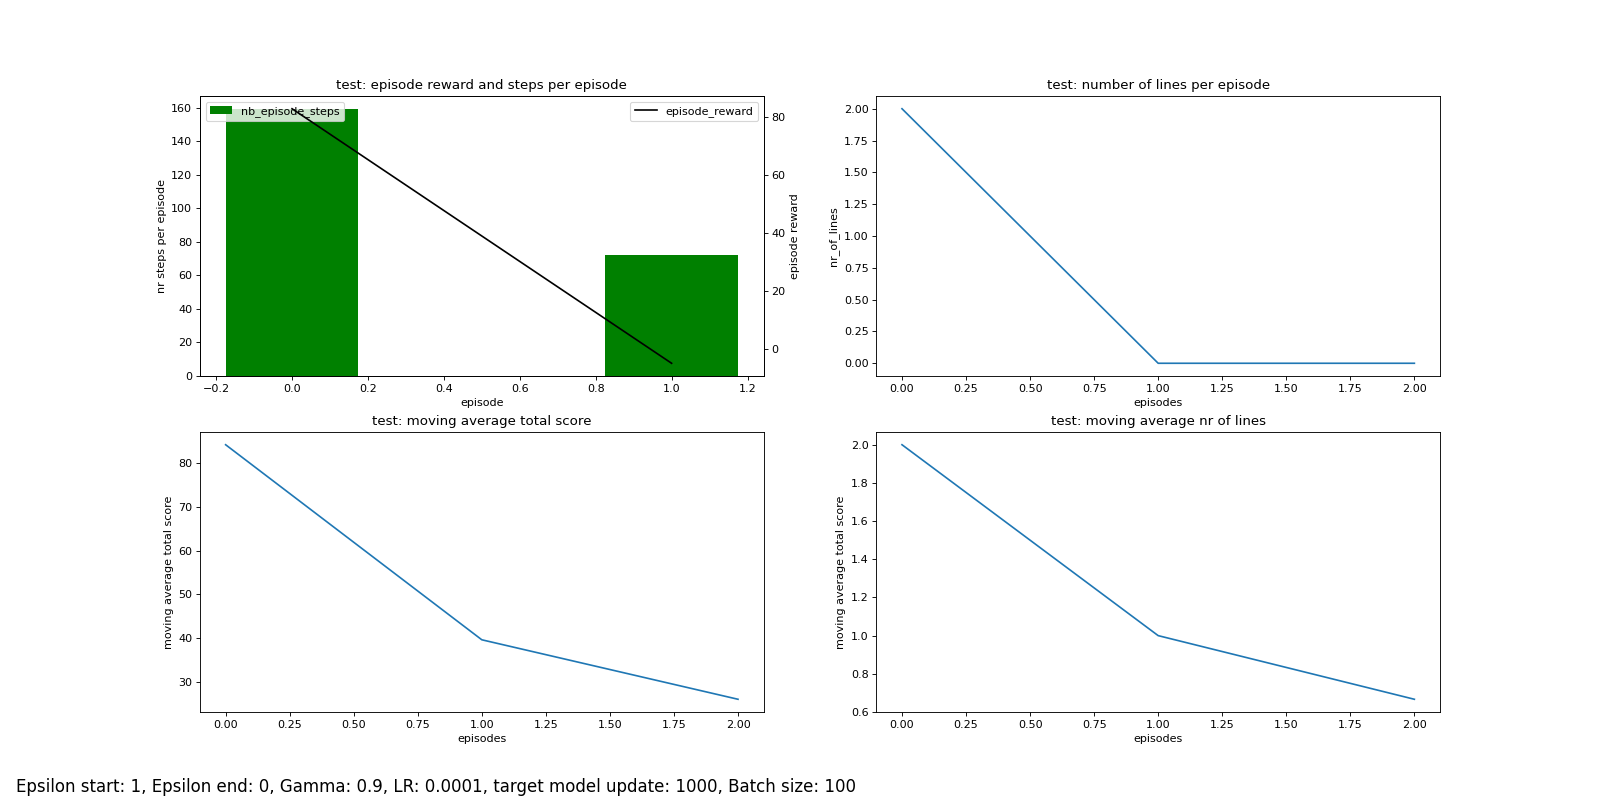 test: episode reward and steps per episode
nb_episode_steps
episode_reward
160
140
120
100
80
60
40
20
0
nr steps per episode
80
60
40
20
0
episode reward
−0.2 0.0 0.2 0.4 0.6 0.8 1.0 1.2
episode
test: number of lines per episode
2.00
1.75
1.50
1.25
1.00
0.75
0.50
0.25
0.00
nr_of_lines
0.00 0.25 0.50 0.75 1.00 1.25 1.50 1.75 2.00
episodes
test: moving average total score
80
70
60
50
40
30
moving average total score
0.00 0.25 0.50 0.75 1.00 1.25 1.50 1.75 2.00
episodes
test: moving average nr of lines
2.0
1.8
1.6
1.4
1.2
1.0
0.8
0.6
moving average total score
0.00 0.25 0.50 0.75 1.00 1.25 1.50 1.75 2.00
episodes
Epsilon start: 1, Epsilon end: 0, Gamma: 0.9, LR: 0.0001, target model update: 1000, Batch size: 100